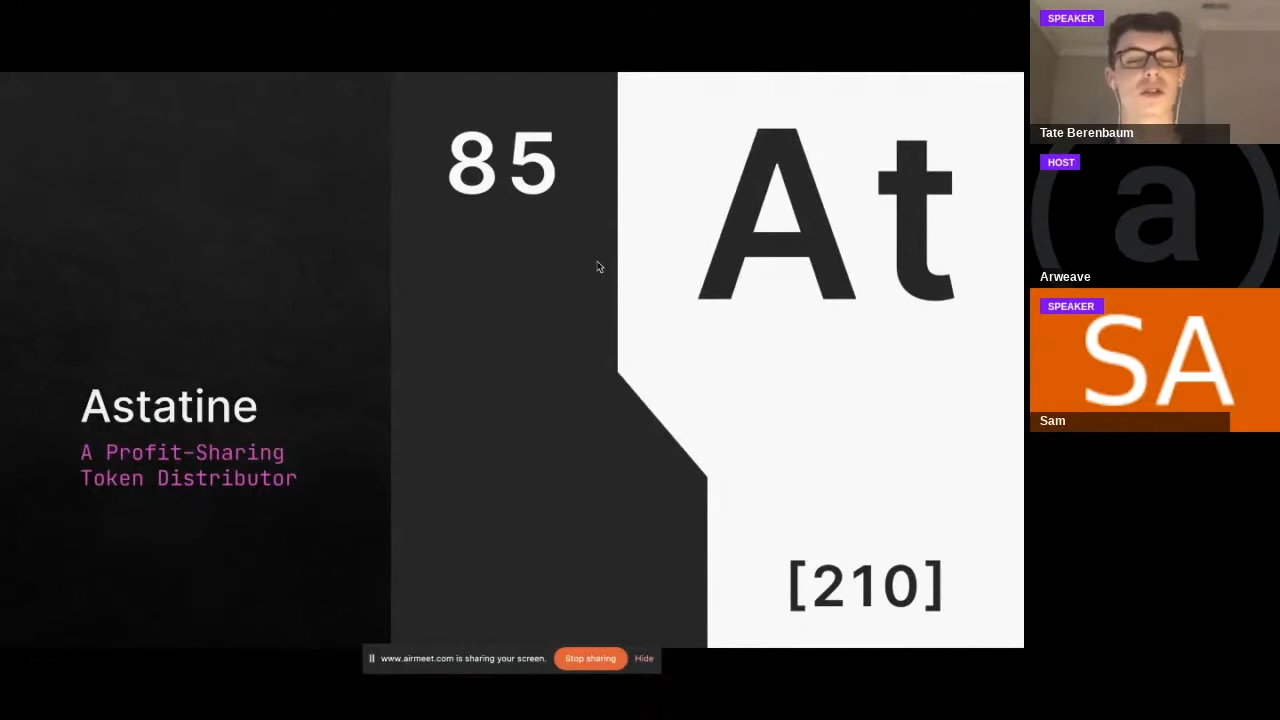 85
At
Astatine
A Profit-Sharing
Token Distributor
[210]
www.airmeet.com is sharing your screen.
Stop sharing
Hide
SPEAKER
Tate Berenbaum
HOST
a
Arweave
SPEAKER
SA
Sam